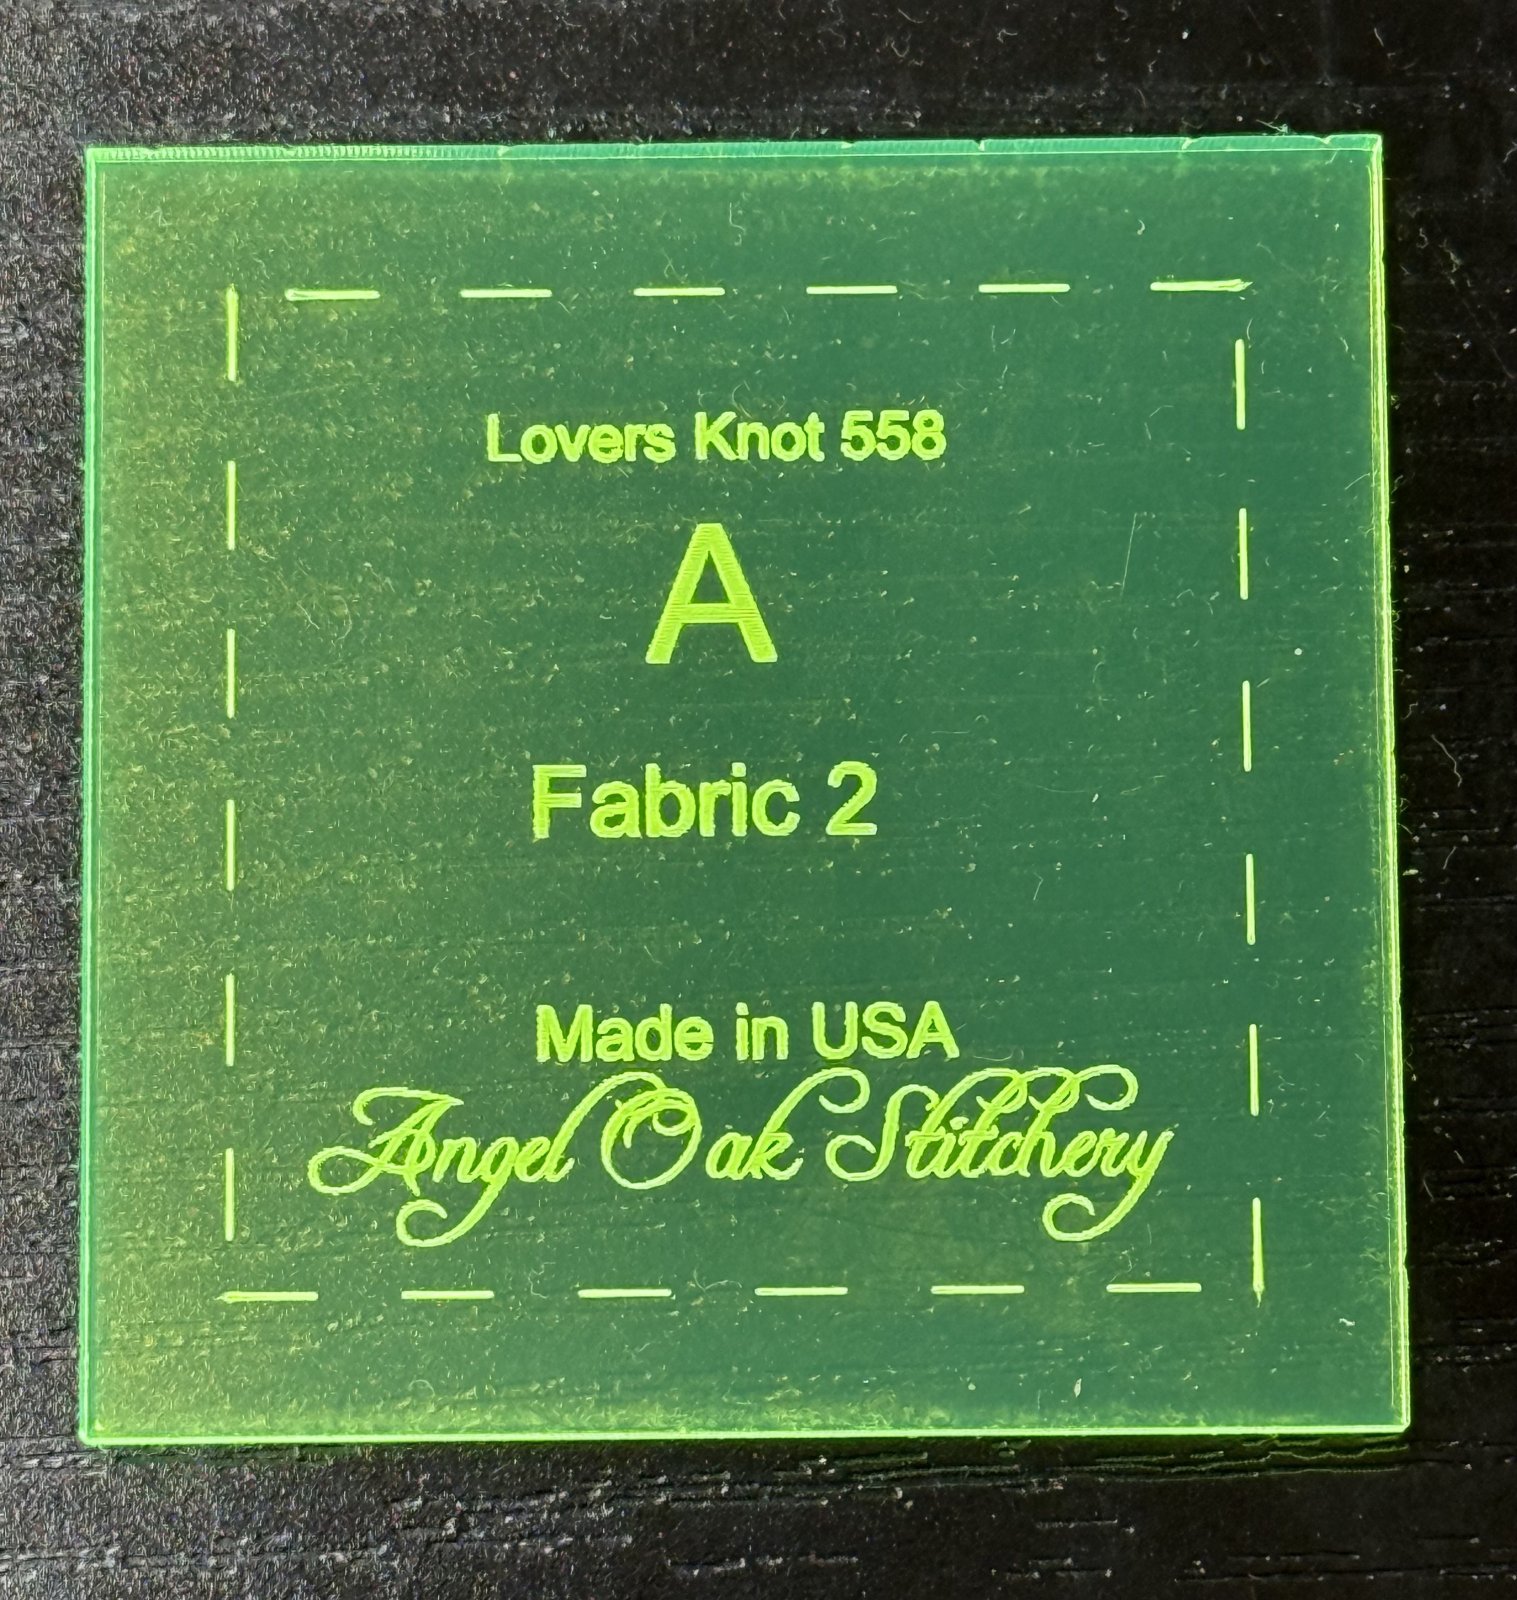 Lovers Knot 558
A
Fabric 2
Made in USA
Angel Oak Stitchery